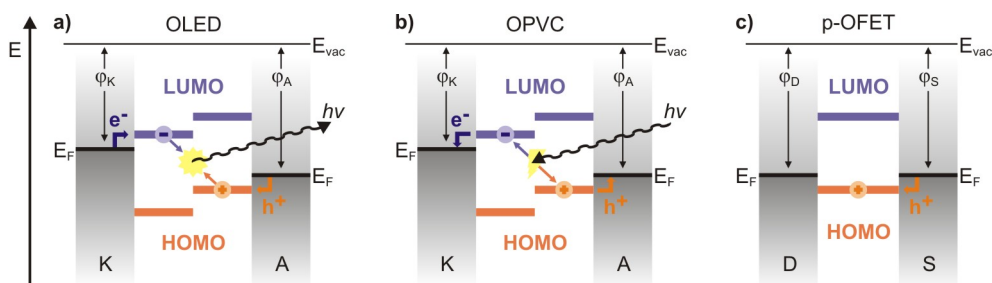 E
a) OLED
E_vac
φ_K
φ_A
LUMO
e⁻
-
hν
E_F
E_F
+
h⁺
HOMO
K
A
b) OPVC
E_vac
φ_K
φ_A
LUMO
e⁻
-
hν
E_F
E_F
+
h⁺
HOMO
K
A
c) p-OFET
E_vac
φ_D
φ_S
LUMO
E_F
E_F
+
h⁺
HOMO
D
S